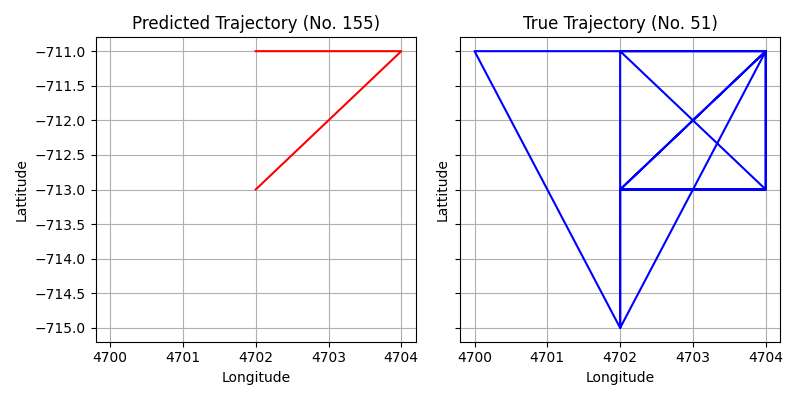 Predicted Trajectory (No. 155)
−711.0
−711.5
−712.0
−712.5
−713.0
−713.5
−714.0
−714.5
−715.0
Lattitude
4700 4701 4702 4703 4704
Longitude
True Trajectory (No. 51)
Lattitude
4700 4701 4702 4703 4704
Longitude